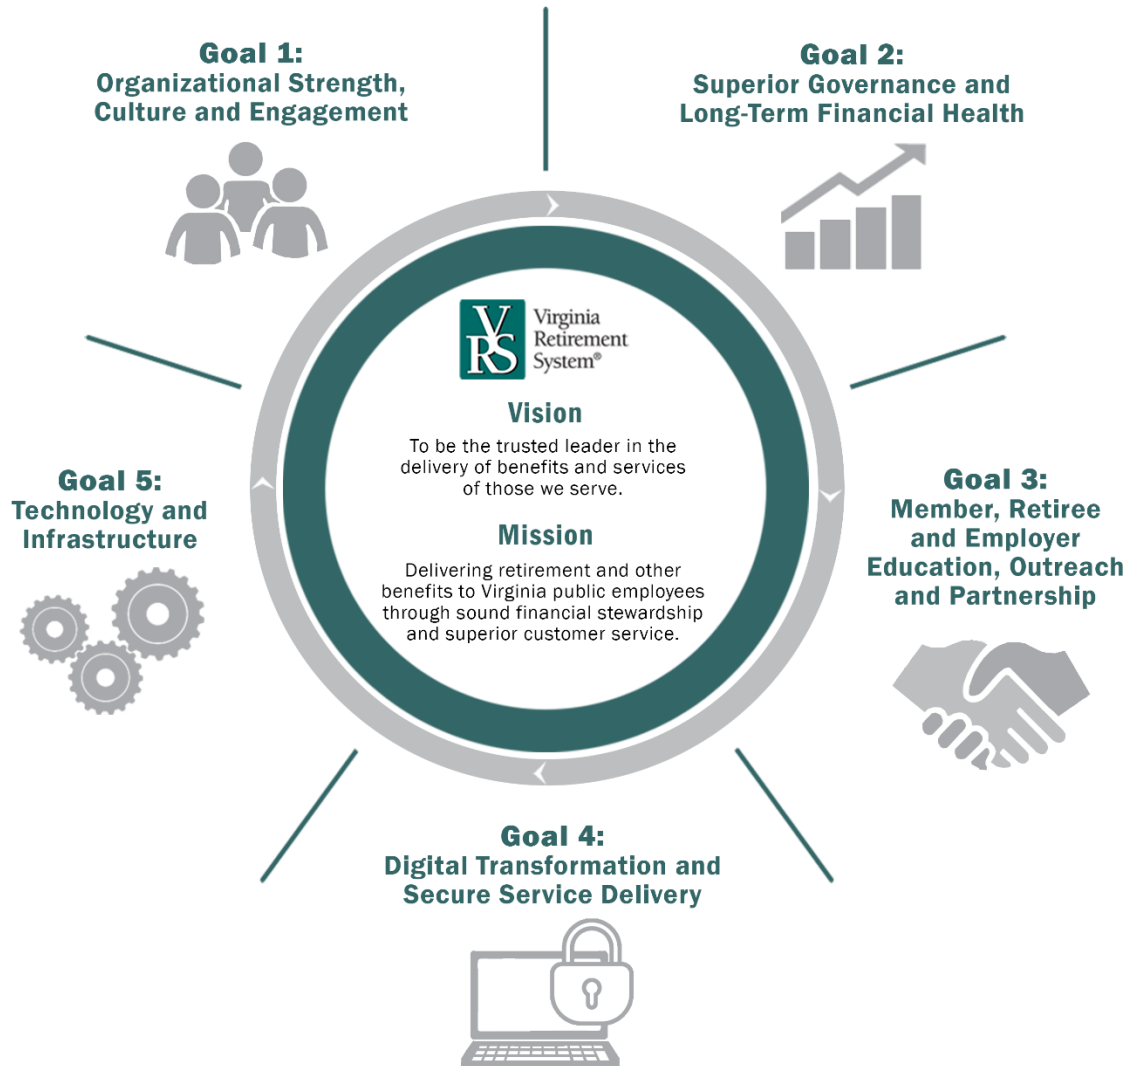 Goal 1:
Organizational Strength,
Culture and Engagement
Goal 2:
Superior Governance and
Long-Term Financial Health
VRS
Virginia
Retirement
System®
Vision
To be the trusted leader in the
delivery of benefits and services
of those we serve.
Mission
Delivering retirement and other
benefits to Virginia public employees
through sound financial stewardship
and superior customer service.
Goal 3:
Member, Retiree
and Employer
Education, Outreach
and Partnership
Goal 4:
Digital Transformation and
Secure Service Delivery
Goal 5:
Technology and
Infrastructure